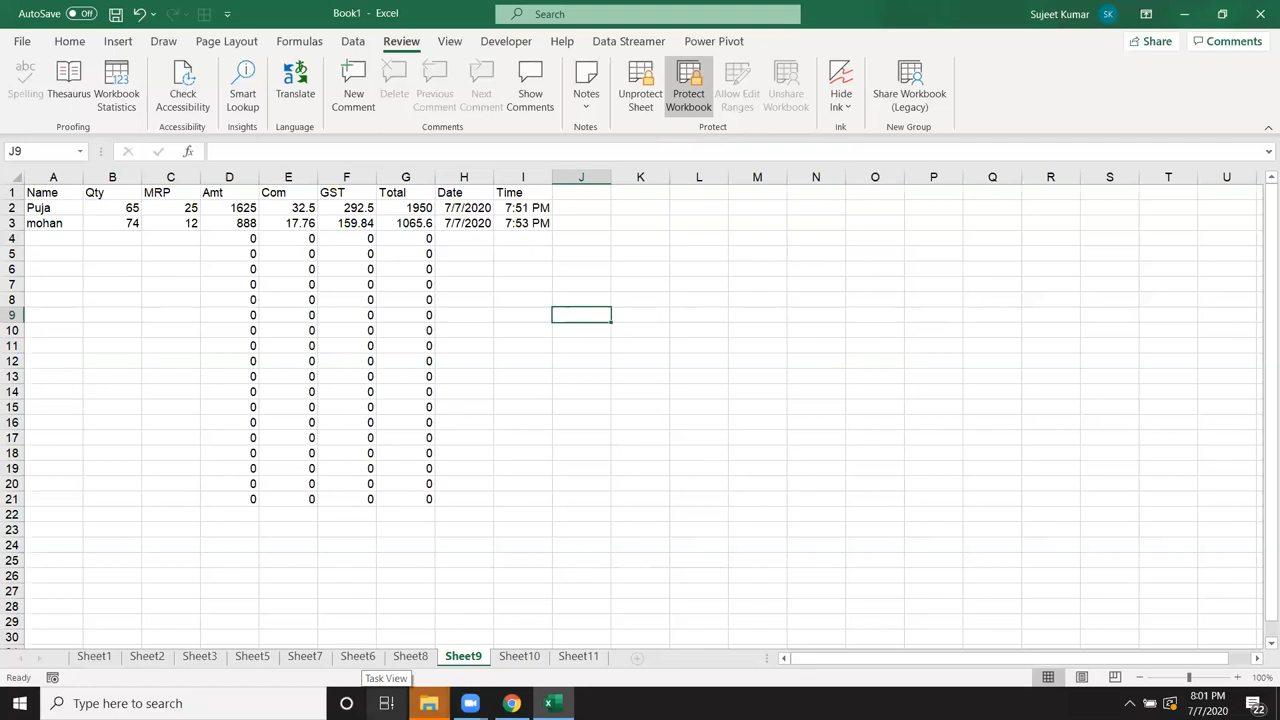 AutoSave Off Book1 - Excel Search Sujeet Kumar SK
File Home Insert Draw Page Layout Formulas Data Review View Developer Help Data Streamer Power Pivot Share Comments
Spelling Thesaurus Workbook Statistics Check Accessibility Smart Lookup Translate New Comment Delete Previous Comment Next Comment Show Comments Notes Unprotect Sheet Protect Workbook Allow Edit Ranges Unshare Workbook Hide Ink Share Workbook (Legacy)
Proofing Accessibility Insights Language Comments Notes Protect Ink New Group
J9 fx
A B C D E F G H I J K L M N O P Q R S T U
1 Name Qty MRP Amt Com GST Total Date Time
2 Puja 65 25 1625 32.5 292.5 1950 7/7/2020 7:51 PM
3 mohan 74 12 888 17.76 159.84 1065.6 7/7/2020 7:53 PM
4 0 0 0 0
5 0 0 0 0
6 0 0 0 0
7 0 0 0 0
8 0 0 0 0
9 0 0 0 0
10 0 0 0 0
11 0 0 0 0
12 0 0 0 0
13 0 0 0 0
14 0 0 0 0
15 0 0 0 0
16 0 0 0 0
17 0 0 0 0
18 0 0 0 0
19 0 0 0 0
20 0 0 0 0
21 0 0 0 0
22
23
24
25
26
27
28
29
30
Sheet1 Sheet2 Sheet3 Sheet5 Sheet7 Sheet6 Sheet8 Sheet9 Sheet10 Sheet11
Ready Task View 100%
Type here to search 8:01 PM
7/7/2020 22